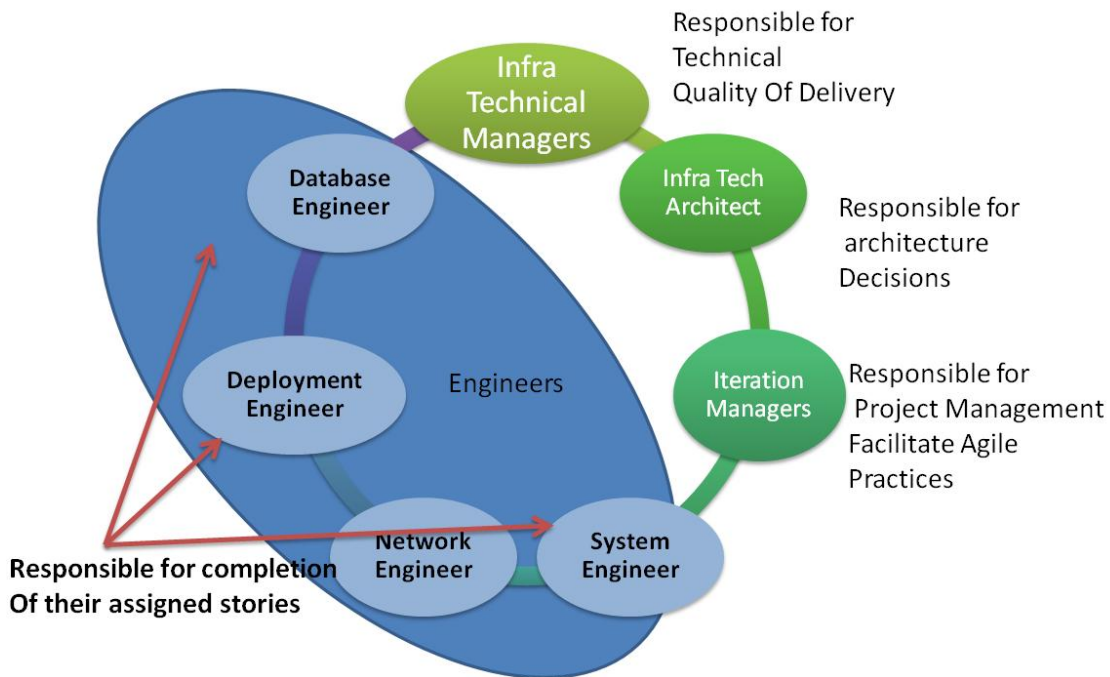 Responsible for
Technical
Quality Of Delivery
Infra
Technical
Managers
Database
Engineer
Infra Tech
Architect
Responsible for
architecture
Decisions
Deployment
Engineer
Engineers
Iteration
Managers
Responsible for
Project Management
Facilitate Agile
Practices
Network
Engineer
System
Engineer
Responsible for completion
Of their assigned stories